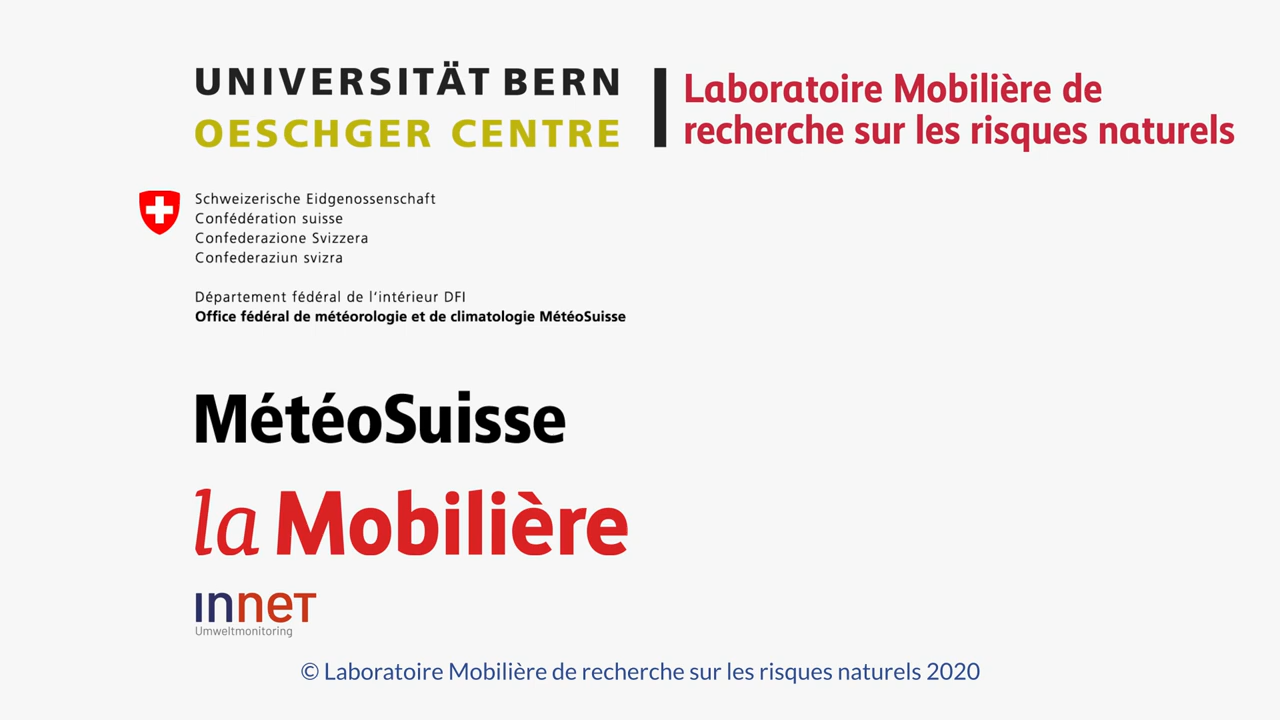 UNIVERSITÄT BERN
OESCHGER CENTRE
Laboratoire Mobilière de
recherche sur les risques naturels
Schweizerische Eidgenossenschaft
Confédération suisse
Confederazione Svizzera
Confederaziun svizra
Département fédéral de l'intérieur DFI
Office fédéral de météorologie et de climatologie MétéoSuisse
MétéoSuisse
la Mobilière
innet
Umweltmonitoring
© Laboratoire Mobilière de recherche sur les risques naturels 2020